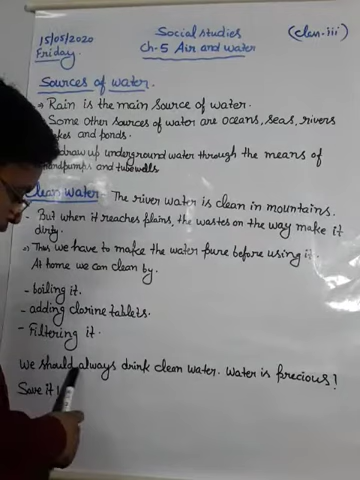 15/05/2020
Friday.
Social studies
Ch-5 Air and water
(Class-iii)
Sources of water.
Rain is the main source of water.
Some other sources of water are oceans, seas, rivers
and ponds.
draw up underground water through the means of
handpumps and tubewells
Clean water - The river water is clean in mountains.
- But when it reaches plains, the wastes on the way make it
dirty.
Thus we have to make the water pure before using it.
At home we can clean by.
- boiling it.
- adding clorine tablets.
- Filtering it.
We should always drink clean water. Water is precious!
Save it!